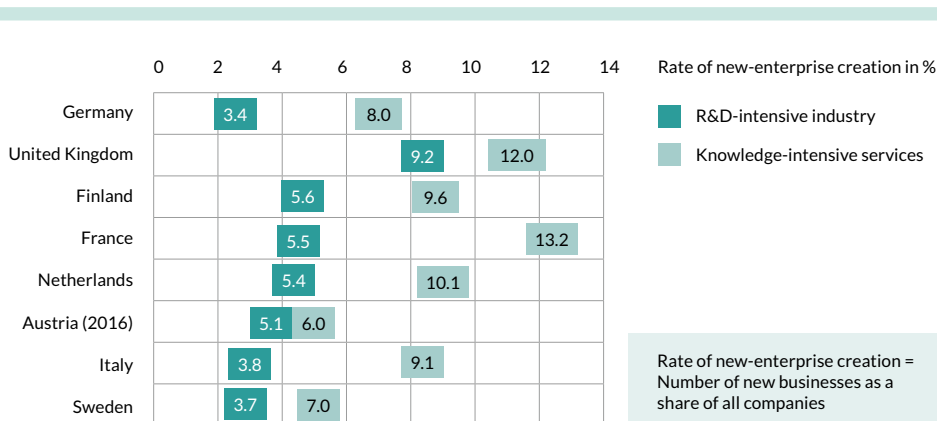 0 2 4 6 8 10 12 14
Rate of new-enterprise creation in %
R&D-intensive industry
Knowledge-intensive services
Germany 3.4 8.0
United Kingdom 9.2 12.0
Finland 5.6 9.6
France 5.5 13.2
Netherlands 5.4 10.1
Austria (2016) 5.1 6.0
Italy 3.8 9.1
Sweden 3.7 7.0
Rate of new-enterprise creation =
Number of new businesses as a
share of all companies